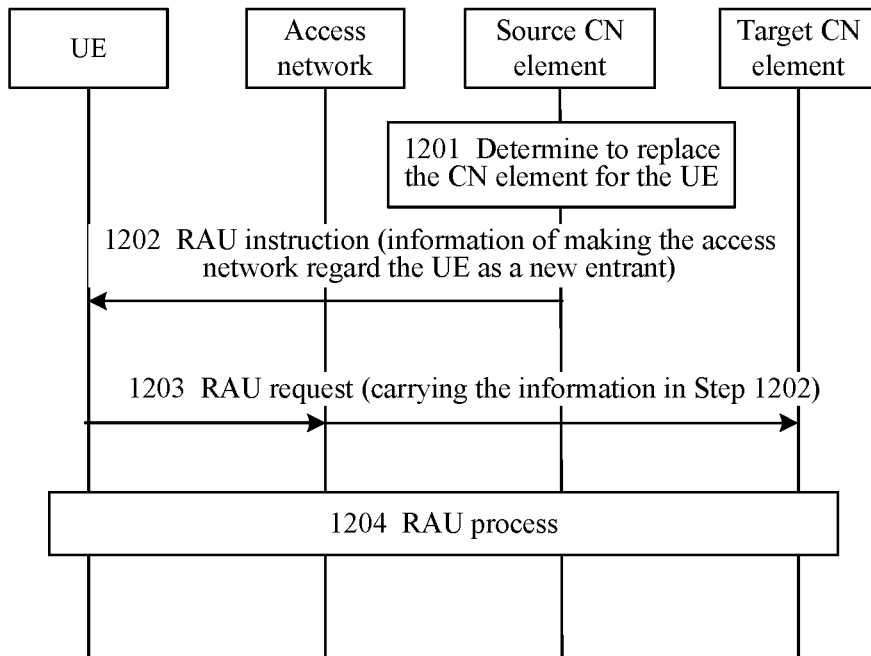 UE
Access
network
Source CN
element
Target CN
element
1201 Determine to replace
the CN element for the UE
1202 RAU instruction (information of making the access
network regard the UE as a new entrant)
1203 RAU request (carrying the information in Step 1202)
1204 RAU process